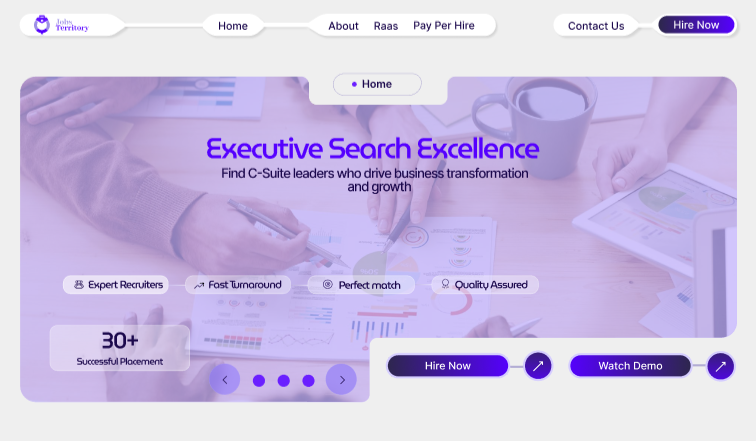 Jobs
Territory
Home
About
Raas
Pay Per Hire
Contact Us
Hire Now
Home
Executive Search Excellence
Find C-Suite leaders who drive business transformation
and growth
Expert Recruiters
Fast Turnaround
Perfect match
Quality Assured
30+
Successful Placement
Hire Now
Watch Demo